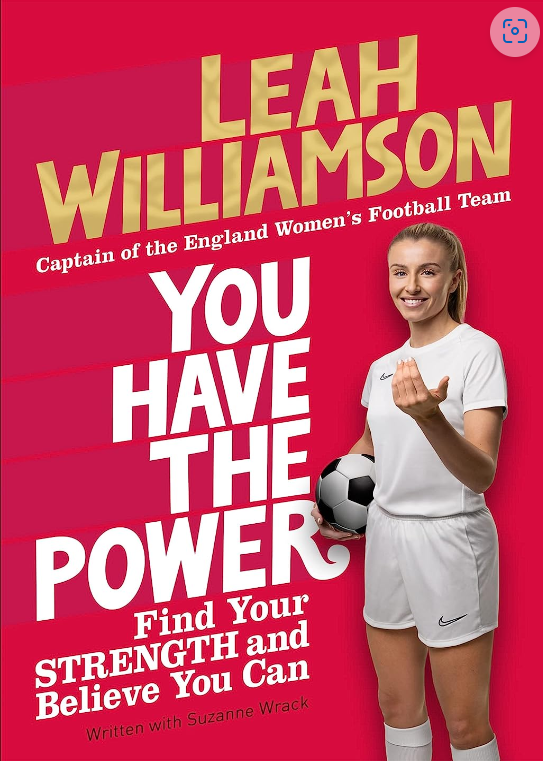 LEAH
WILLIAMSON
Captain of the England Women's Football Team
YOU
HAVE
THE
POWER
Find Your
STRENGTH and
Believe You Can
Written with Suzanne Wrack